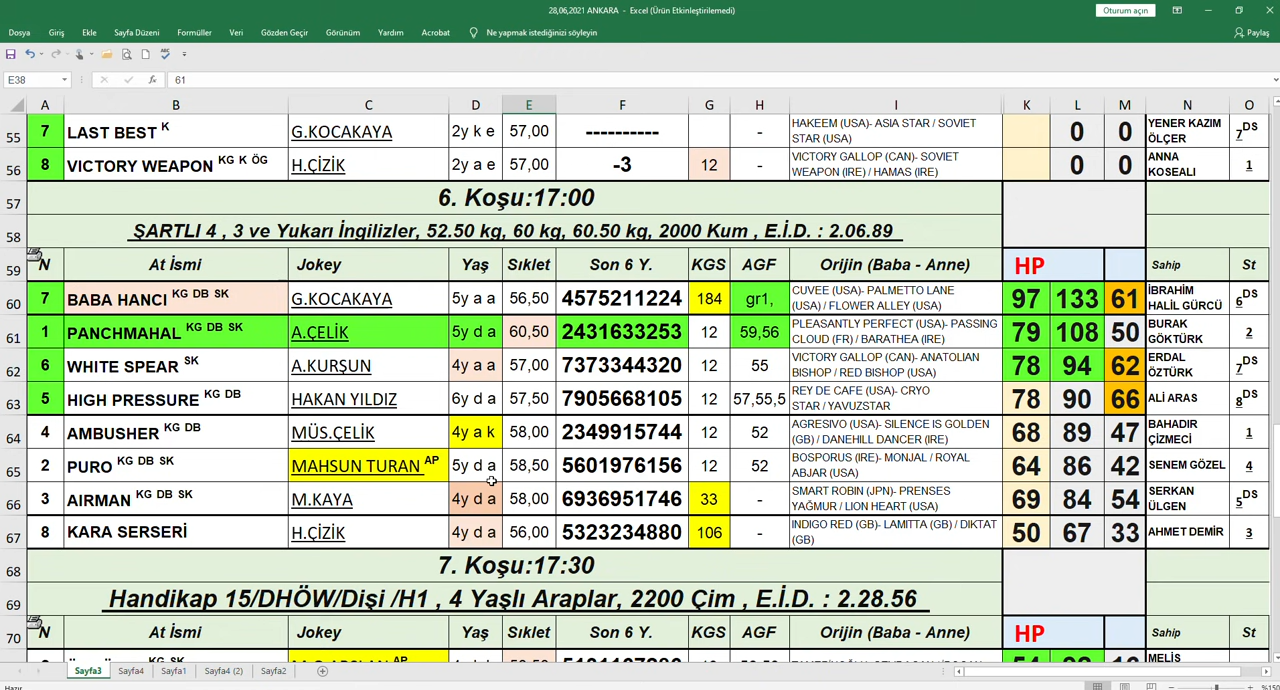 28,06,2021 ANKARA - Excel (Ürün Etkinleştirilemedi)
Oturum açın
Dosya Giriş Ekle Sayfa Düzeni Formüller Veri Gözden Geçir Görünüm Yardım Acrobat Ne yapmak istediğinizi söyleyin Paylaş
E38 fx 61
A B C D E F G H I K L M N O
55 7 LAST BEST K G.KOCAKAYA 2y k e 57,00 ---------- - HAKEEM (USA)- ASIA STAR / SOVIET STAR (USA) 0 0 YENER KAZIM ÖLÇER 7DS
56 8 VICTORY WEAPON KG K ÖG H.ÇİZİK 2y a e 57,00 -3 12 - VICTORY GALLOP (CAN)- SOVIET WEAPON (IRE) / HAMAS (IRE) 0 0 ANNA KOSEALI 1
57 6. Koşu:17:00
58 ŞARTLI 4 , 3 ve Yukarı İngilizler, 52.50 kg, 60 kg, 60.50 kg, 2000 Kum , E.İ.D. : 2.06.89
59 N At İsmi Jokey Yaş Sıklet Son 6 Y. KGS AGF Orijin (Baba - Anne) HP Sahip St
60 7 BABA HANCI KG DB SK G.KOCAKAYA 5y a a 56,50 4575211224 184 gr1, CUVEE (USA)- PALMETTO LANE (USA) / FLOWER ALLEY (USA) 97 133 61 İBRAHİM HALİL GÜRCÜ 6DS
61 1 PANCHMAHAL KG DB SK A.ÇELİK 5y d a 60,50 2431633253 12 59,56 PLEASANTLY PERFECT (USA)- PASSING CLOUD (FR) / BARATHEA (IRE) 79 108 50 BURAK GÖKTÜRK 2
62 6 WHITE SPEAR SK A.KURŞUN 4y a a 57,00 7373344320 12 55 VICTORY GALLOP (CAN)- ANATOLIAN BISHOP / RED BISHOP (USA) 78 94 62 ERDAL ÖZTÜRK 7DS
63 5 HIGH PRESSURE KG DB HAKAN YILDIZ 6y d a 57,50 7905668105 12 57,55,5 REY DE CAFE (USA)- CRYO STAR / YAVUZSTAR 78 90 66 ALİ ARAS 8DS
64 4 AMBUSHER KG DB MÜS.ÇELİK 4y a k 58,00 2349915744 12 52 AGRESIVO (USA)- SILENCE IS GOLDEN (GB) / DANEHILL DANCER (IRE) 68 89 47 BAHADIR ÇİZMECİ 1
65 2 PURO KG DB SK MAHSUN TURAN AP 5y d a 58,50 5601976156 12 52 BOSPORUS (IRE)- MONJAL / ROYAL ABJAR (USA) 64 86 42 SENEM GÖZEL 4
66 3 AIRMAN KG DB SK M.KAYA 4y d a 58,00 6936951746 33 - SMART ROBIN (JPN)- PRENSES YAĞMUR / LION HEART (USA) 69 84 54 SERKAN ÜLGEN 5DS
67 8 KARA SERSERİ H.ÇİZİK 4y d a 56,00 5323234880 106 - INDIGO RED (GB)- LAMITTA (GB) / DIKTAT (GB) 50 67 33 AHMET DEMİR 3
68 7. Koşu:17:30
69 Handikap 15/DHÖW/Dişi /H1 , 4 Yaşlı Araplar, 2200 Çim , E.İ.D. : 2.28.56
70 N At İsmi Jokey Yaş Sıklet Son 6 Y. KGS AGF Orijin (Baba - Anne) HP Sahip St
KG SK AP MELİS
Sayfa3 Sayfa4 Sayfa1 Sayfa4 (2) Sayfa2
Hazır %150